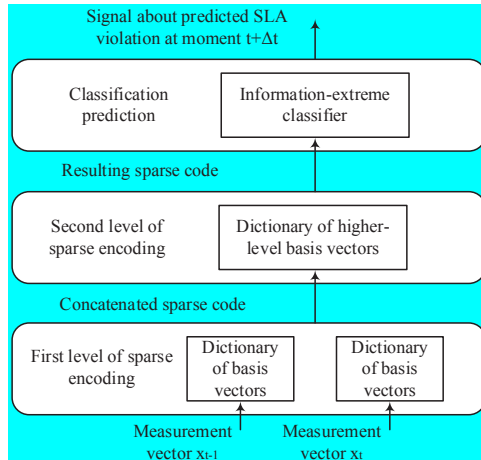 Signal about predicted SLA
violation at moment t+Δt
Classification
prediction
Information-extreme
classifier
Resulting sparse code
Second level of
sparse encoding
Dictionary of higher-
level basis vectors
Concatenated sparse code
First level of sparse
encoding
Dictionary
of basis
vectors
Dictionary
of basis
vectors
Measurement
vector xt-1
Measurement
vector xt